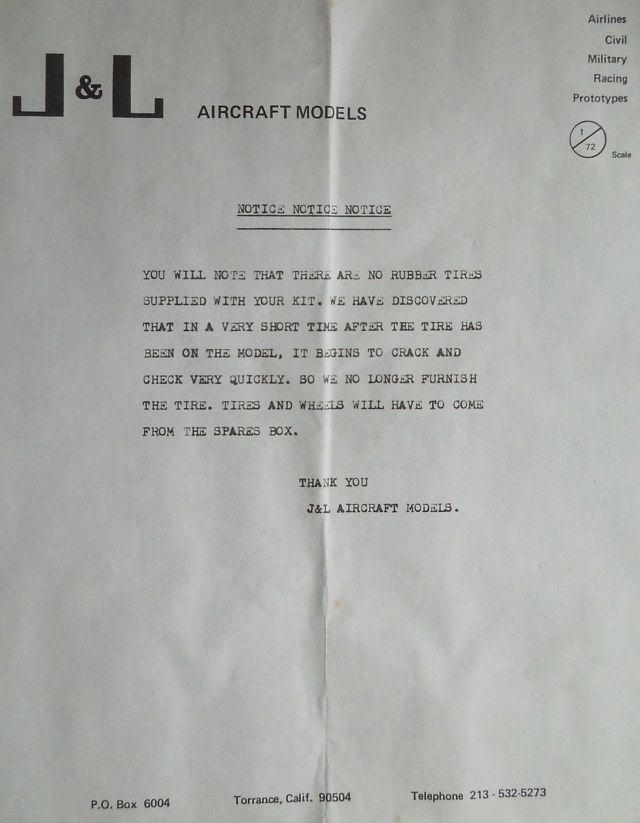 J & L
AIRCRAFT MODELS
Airlines
Civil
Military
Racing
Prototypes
1/72
Scale
NOTICE NOTICE NOTICE
YOU WILL NOTE THAT THERE ARE NO RUBBER TIRES
SUPPLIED WITH YOUR KIT. WE HAVE DISCOVERED
THAT IN A VERY SHORT TIME AFTER THE TIRE HAS
BEEN ON THE MODEL, IT BEGINS TO CRACK AND
CHECK VERY QUICKLY. SO WE NO LONGER FURNISH
THE TIRE. TIRES AND WHEELS WILL HAVE TO COME
FROM THE SPARES BOX.
THANK YOU
J&L AIRCRAFT MODELS.
P.O. Box 6004 Torrance, Calif. 90504 Telephone 213 - 532-5273